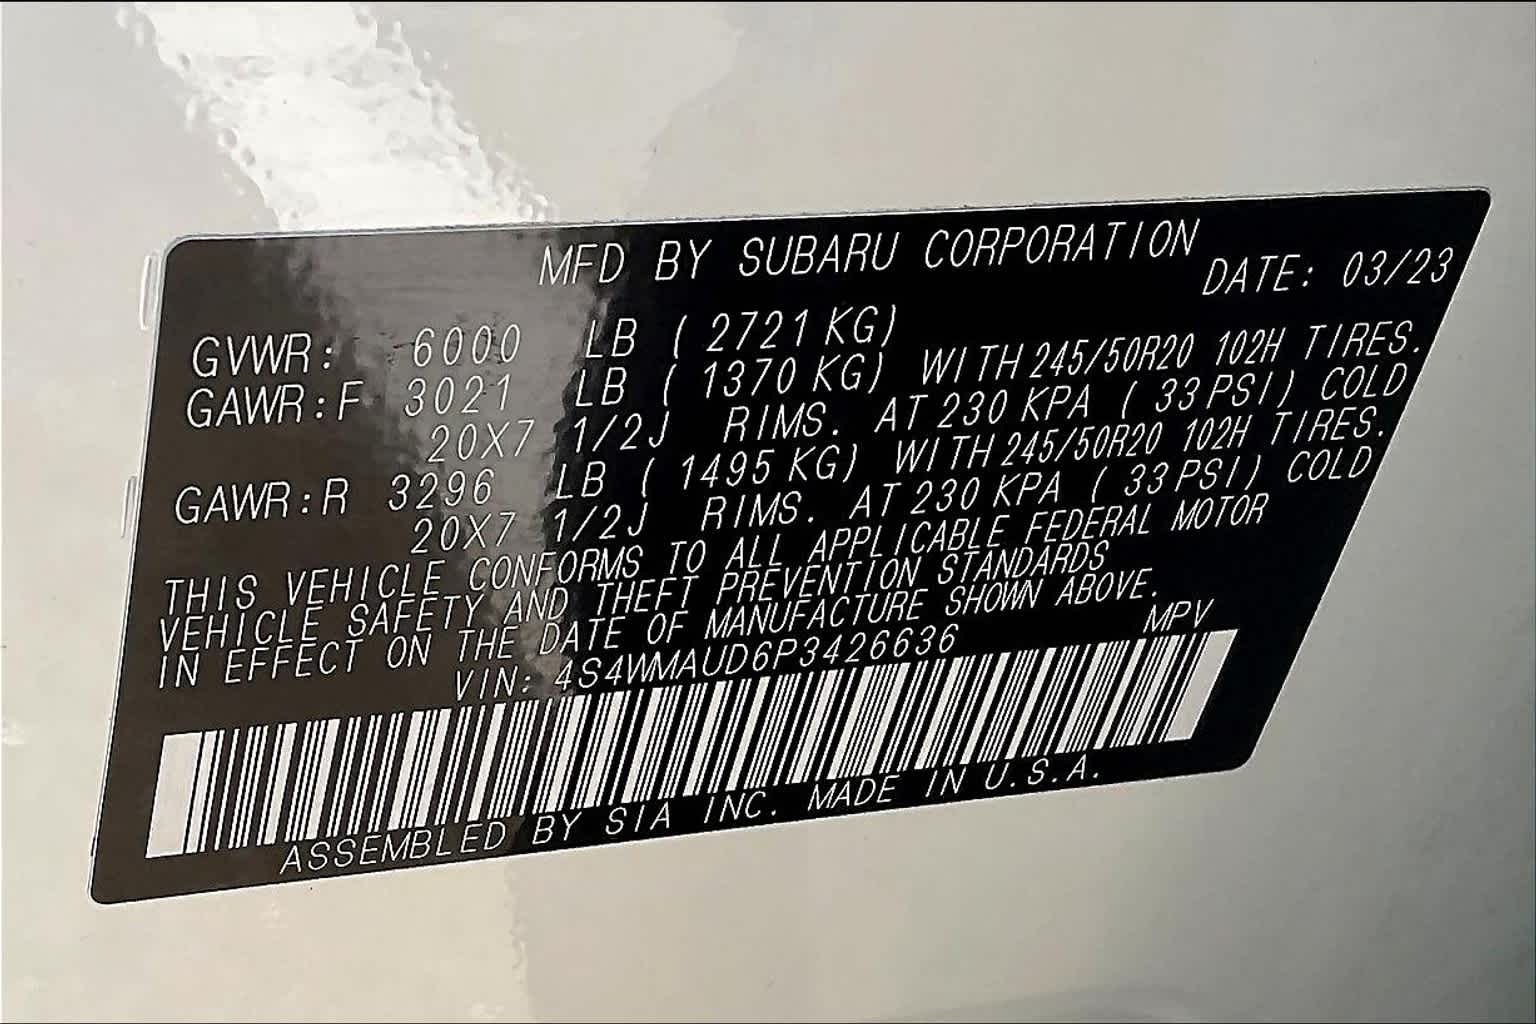 MFD BY SUBARU CORPORATION
DATE: 03/23
GVWR: 6000 LB ( 2721 KG)
GAWR:F 3021 LB ( 1370 KG) WITH 245/50R20 102H TIRES.
20X7 1/2J RIMS. AT 230 KPA ( 33 PSI) COLD
GAWR:R 3296 LB ( 1495 KG) WITH 245/50R20 102H TIRES.
20X7 1/2J RIMS. AT 230 KPA ( 33 PSI) COLD
THIS VEHICLE CONFORMS TO ALL APPLICABLE FEDERAL MOTOR
VEHICLE SAFETY AND THEFT PREVENTION STANDARDS
IN EFFECT ON THE DATE OF MANUFACTURE SHOWN ABOVE.
VIN: 4S4WMAUD6P3426636 MPV
ASSEMBLED BY SIA INC. MADE IN U.S.A.